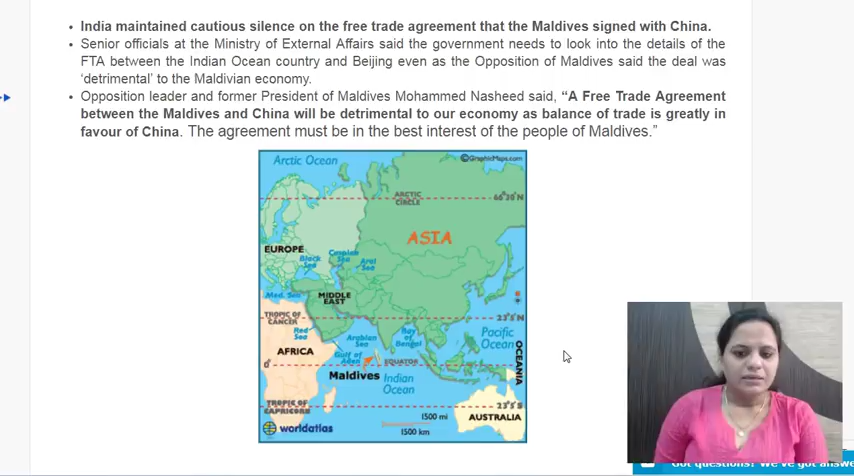 • India maintained cautious silence on the free trade agreement that the Maldives signed with China.
• Senior officials at the Ministry of External Affairs said the government needs to look into the details of the
FTA between the Indian Ocean country and Beijing even as the Opposition of Maldives said the deal was
‘detrimental’ to the Maldivian economy.
• Opposition leader and former President of Maldives Mohammed Nasheed said, “A Free Trade Agreement
between the Maldives and China will be detrimental to our economy as balance of trade is greatly in
favour of China. The agreement must be in the best interest of the people of Maldives.”
Arctic Ocean
©GraphicMaps.com
ARCTIC
CIRCLE
66°30'N
ASIA
EUROPE
Black
Sea
Caspian
Sea
Aral
Sea
Med. Sea
MIDDLE
EAST
TROPIC OF
CANCER
23°5'N
Red
Sea
Arabian
Sea
Bay
of
Bengal
Pacific
Ocean
OCEANIA
AFRICA
Gulf of
Aden
EQUATOR
0°
Maldives
Indian
Ocean
TROPIC OF
CAPRICORN
23°5'S
1500 mi
1500 km
AUSTRALIA
worldatlas
Got questions? We've got answe